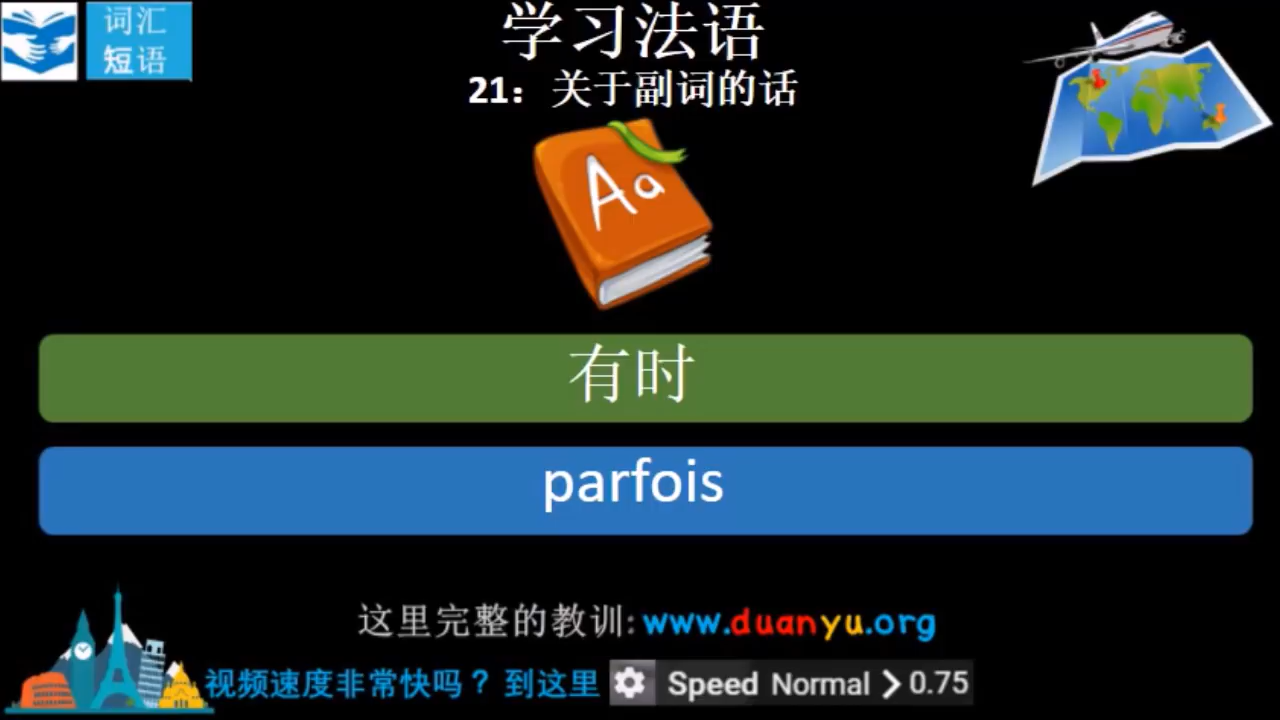 词汇
短语
学习法语
21：关于副词的话
Aa
有时
parfois
这里完整的教训: www.duanyu.org
视频速度非常快吗？ 到这里 Speed Normal > 0.75